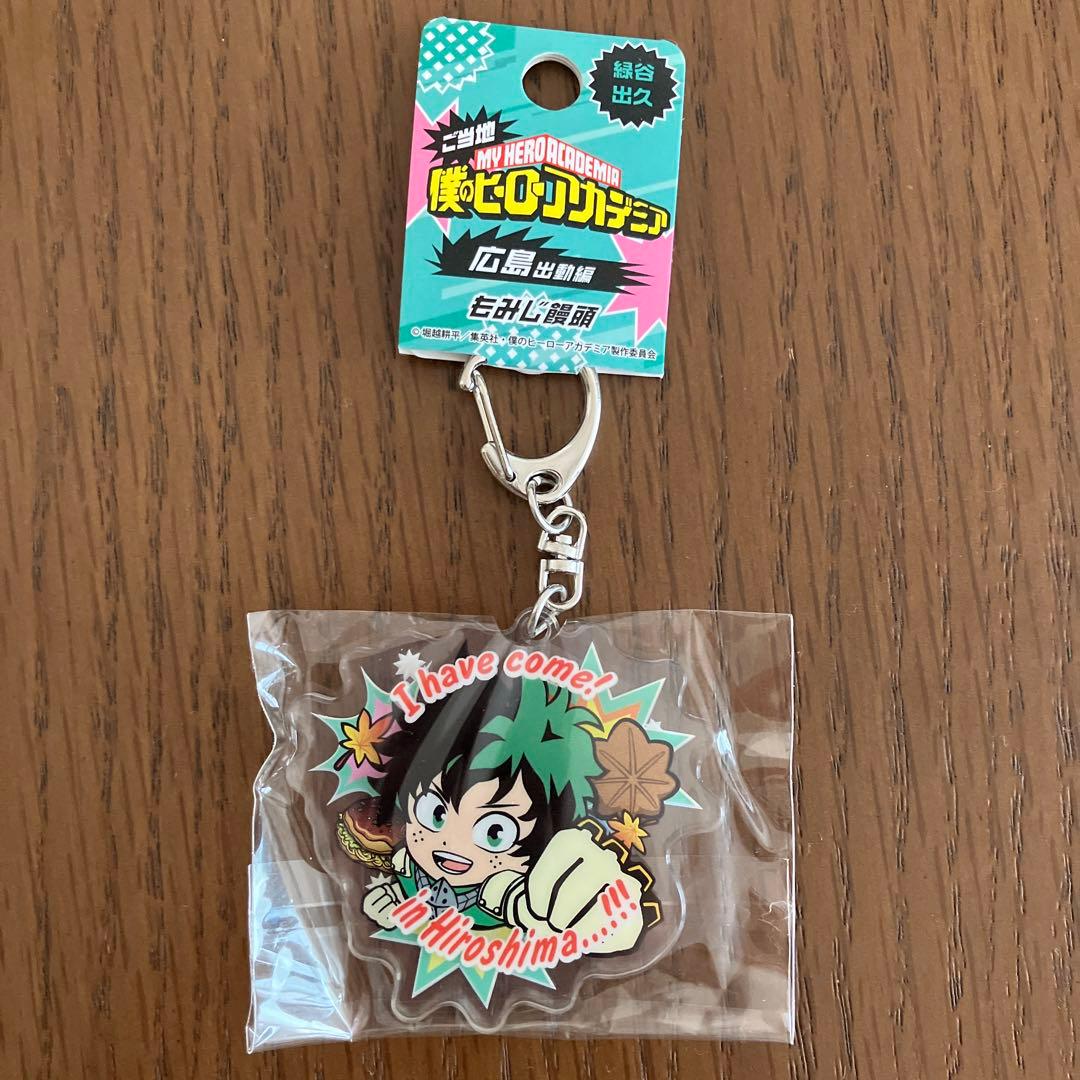 緑谷
出久
ご当地
MY HERO ACADEMIA
僕のヒーローアカデミア
広島出動編
もみじ饅頭
© 堀越耕平／集英社・僕のヒーローアカデミア製作委員会
I have come!
in Hiroshima.....!!!